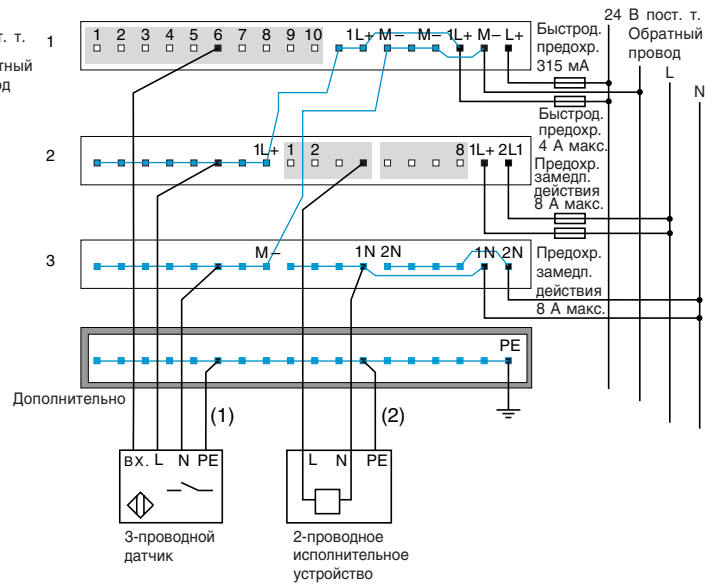 24 В пост. т.
Обратный
провод
L
N
т. т.
тный
од
1
1 2 3 4 5 6 7 8 9 10 1L+ M– M– 1L+ M– L+
Быстрод.
предохр.
315 мА
Быстрод.
предохр.
4 А макс.
2
1L+ 1 2 8 1L+ 2L1
Предохр.
замедл.
действия
8 А макс.
3
M– 1N 2N 1N 2N
Предохр.
замедл.
действия
8 А макс.
PE
Дополнительно
(1) (2)
вх. L N PE
L N PE
3-проводной
датчик
2-проводное
исполнительное
устройство